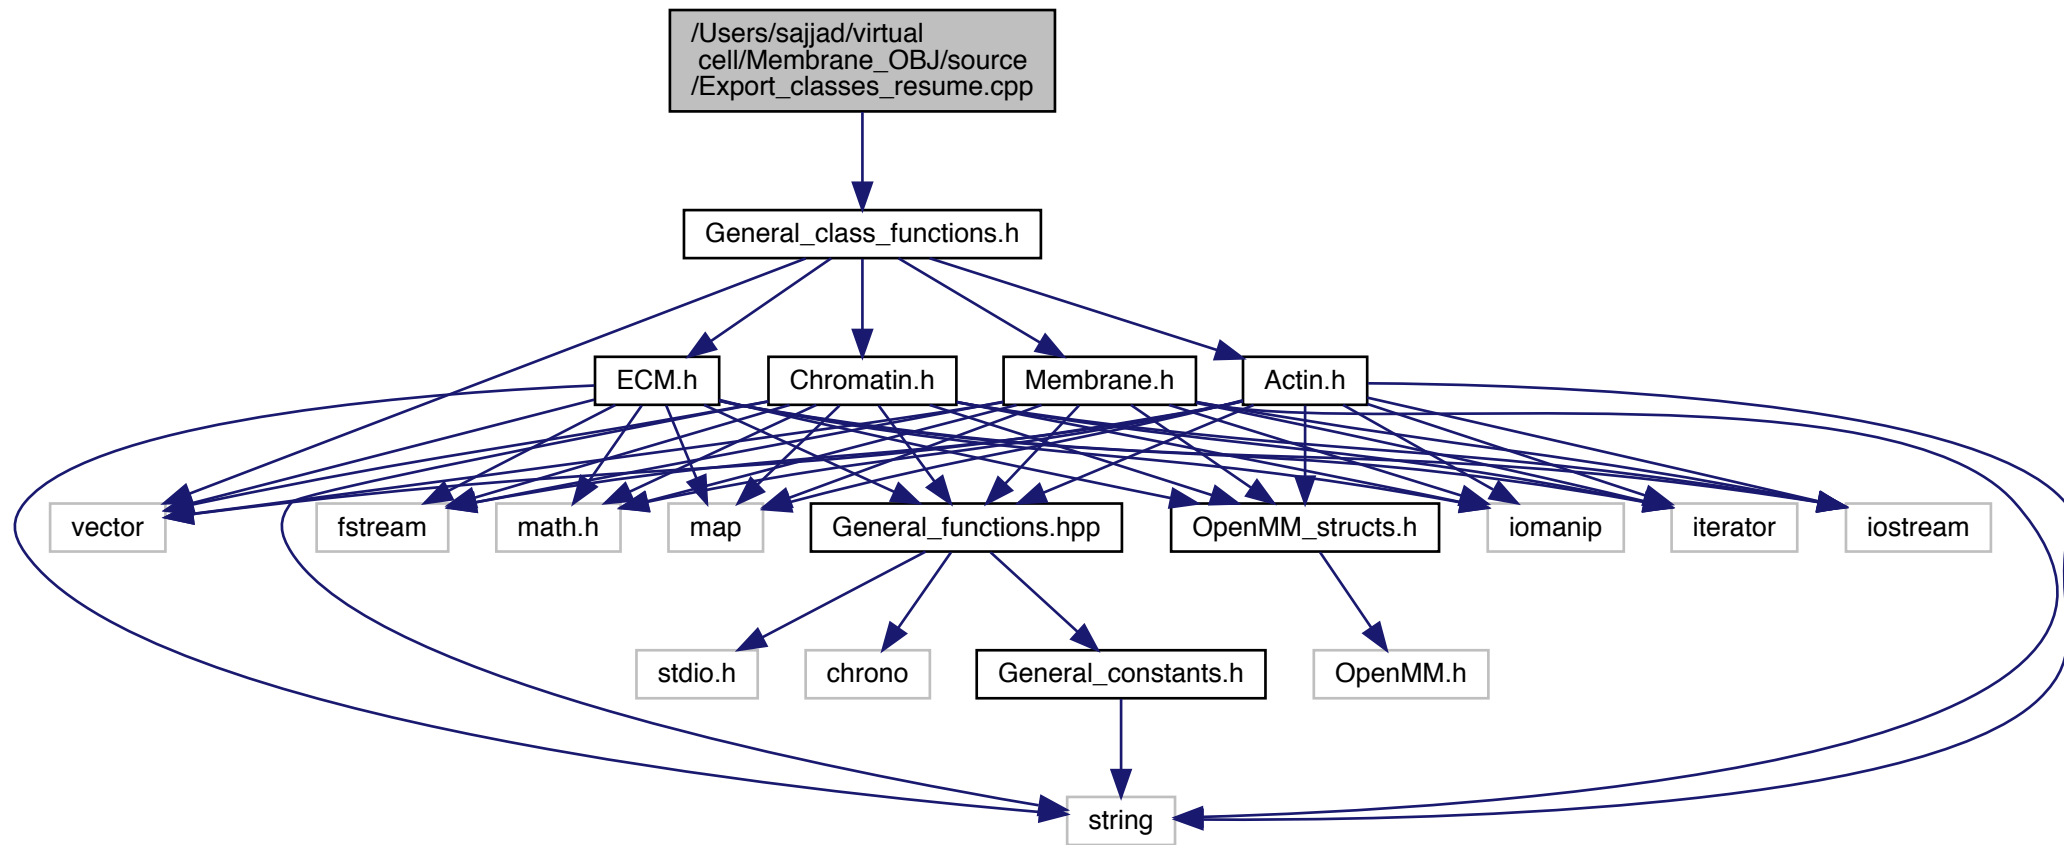 /Users/sajjad/virtual
cell/Membrane_OBJ/source
/Export_classes_resume.cpp
General_class_functions.h
ECM.h
Chromatin.h
Membrane.h
Actin.h
vector
fstream
math.h
map
General_functions.hpp
OpenMM_structs.h
iomanip
iterator
iostream
stdio.h
chrono
General_constants.h
OpenMM.h
string